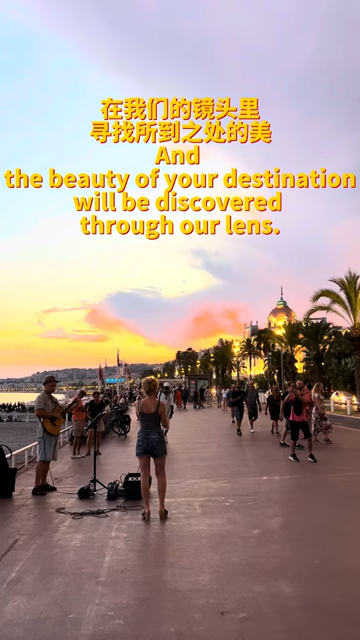 在我们的镜头里
寻找所到之处的美
And
the beauty of your destination
will be discovered
through our lens.